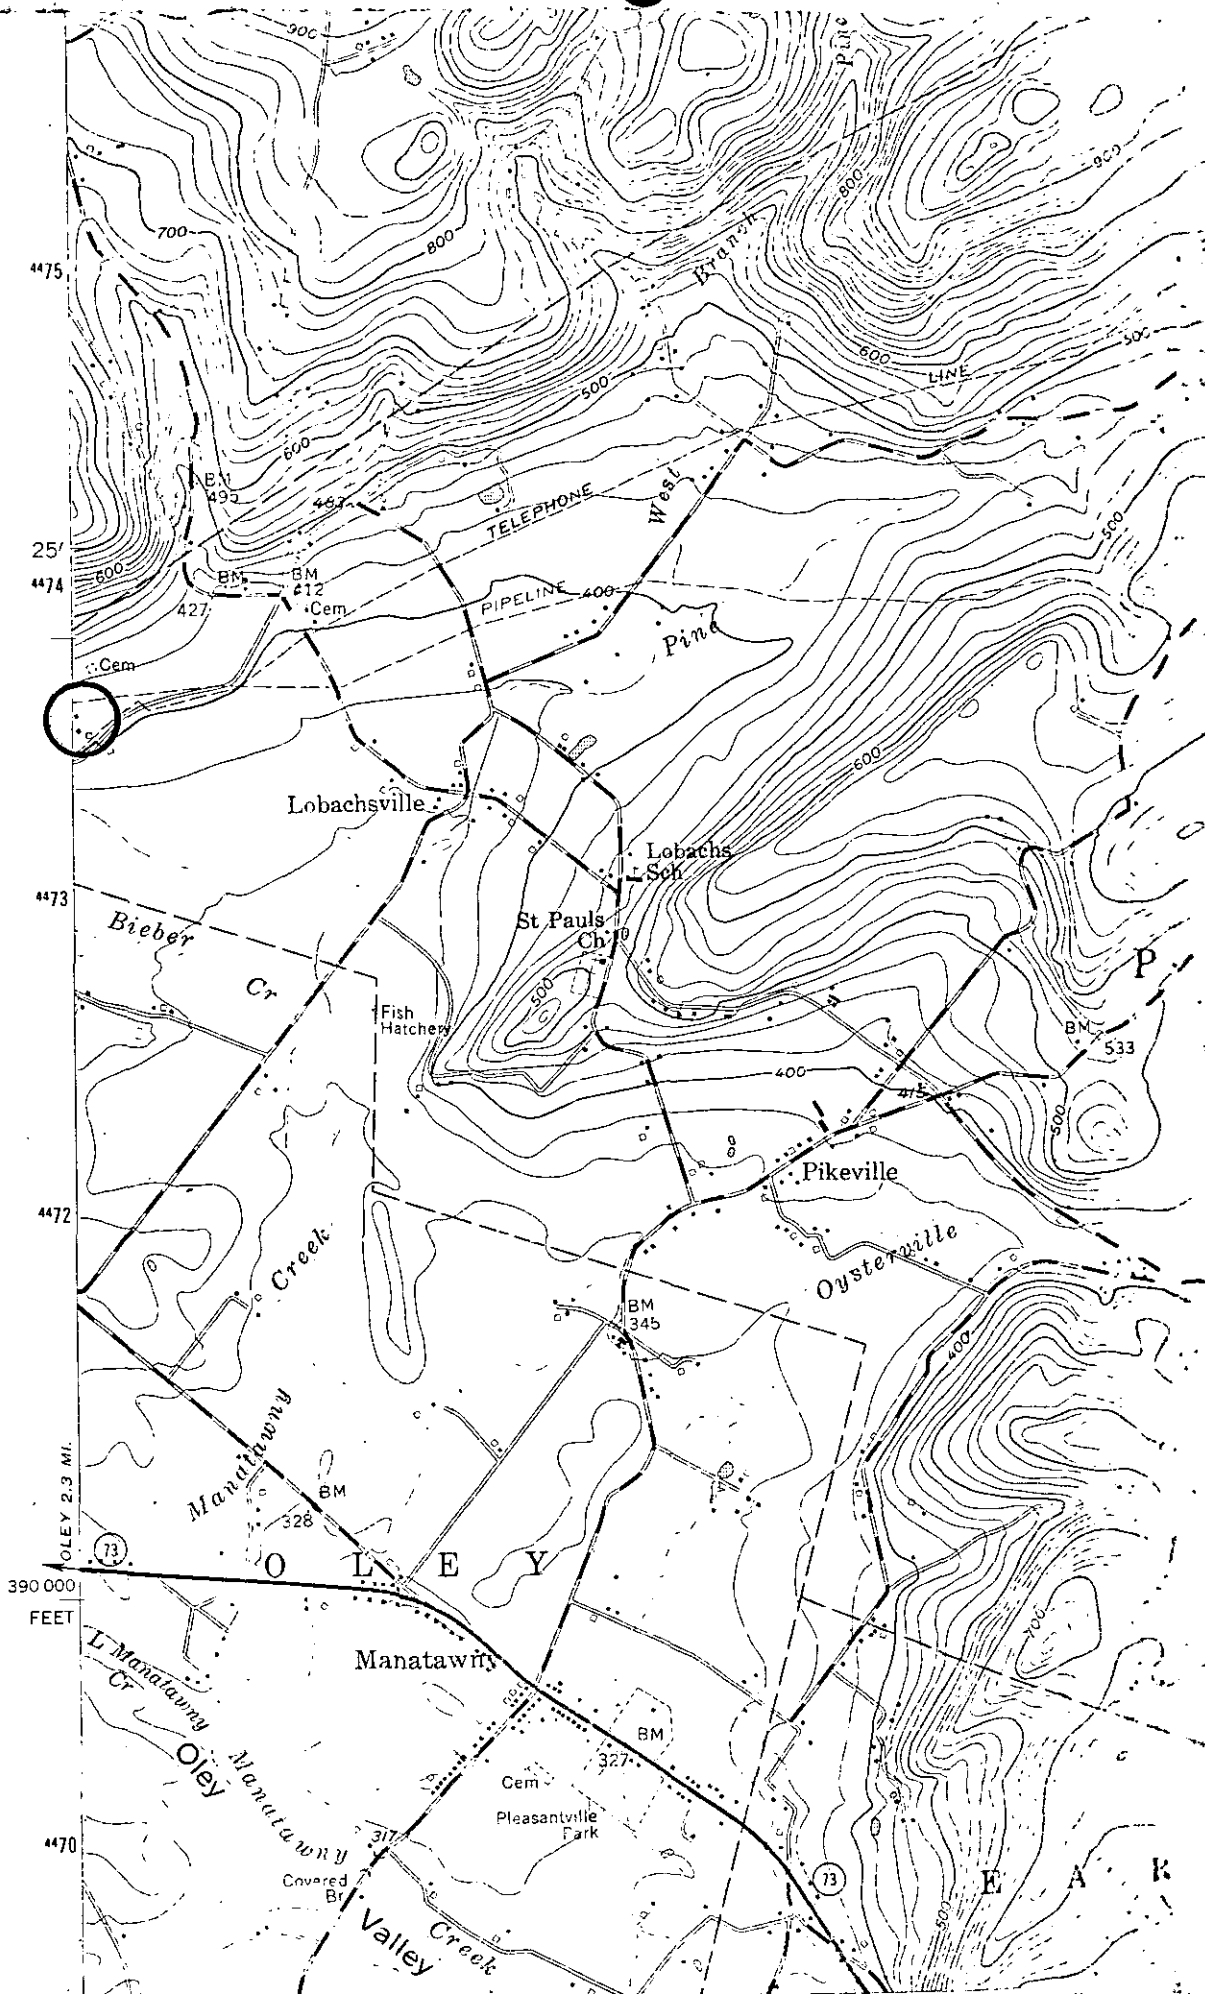 900
Pine
900
800
700
800
Branch
4475
500
600
500
LINE
600
BM
495
463
West
TELEPHONE
500
25'
4474
600
BM
BM
412
427
Cem
PIPELINE
400
Pine
Cem
600
Lobachsville
Lobachs
Sch
4473
Bieber
St Pauls
Ch
P
Cr
500
Fish
Hatchery
BM
533
400
415
500
Pikeville
4472
Creek
Oysterville
BM
345
400
Manatawny
OLEY 2.3 MI.
BM
328
73
O L E Y
390 000
FEET
700
L Manatawny
Cr
Manatawny
BM
327
Oley
Manatawny
Cem
Pleasantville
Park
4470
317
73
Covered
Br
E A R
500
Valley
Creek